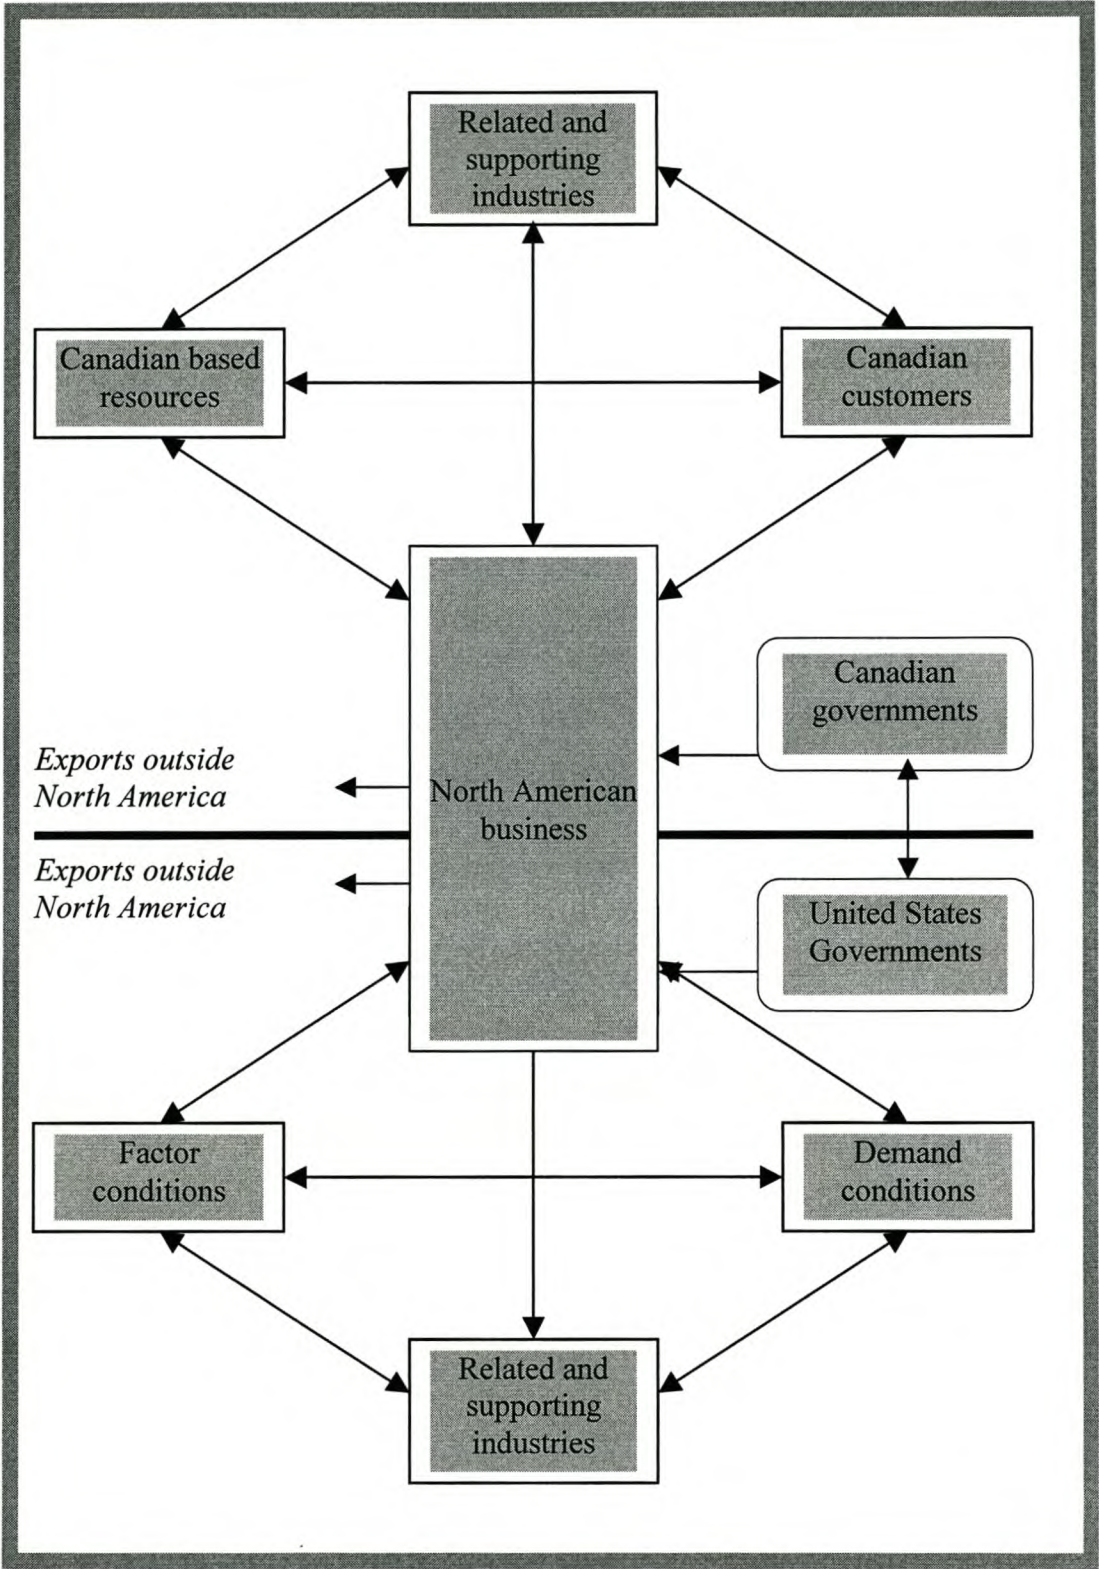 Related and
supporting
industries
Canadian based
resources
Canadian
customers
Canadian
governments
Exports outside
North America
North American
business
Exports outside
North America
United States
Governments
Factor
conditions
Demand
conditions
Related and
supporting
industries